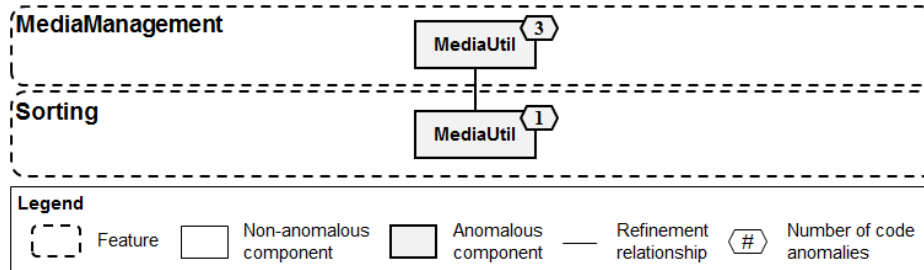 MediaManagement
MediaUtil
3
Sorting
MediaUtil
1
Legend
Feature
Non-anomalous
component
Anomalous
component
Refinement
relationship
#
Number of code
anomalies